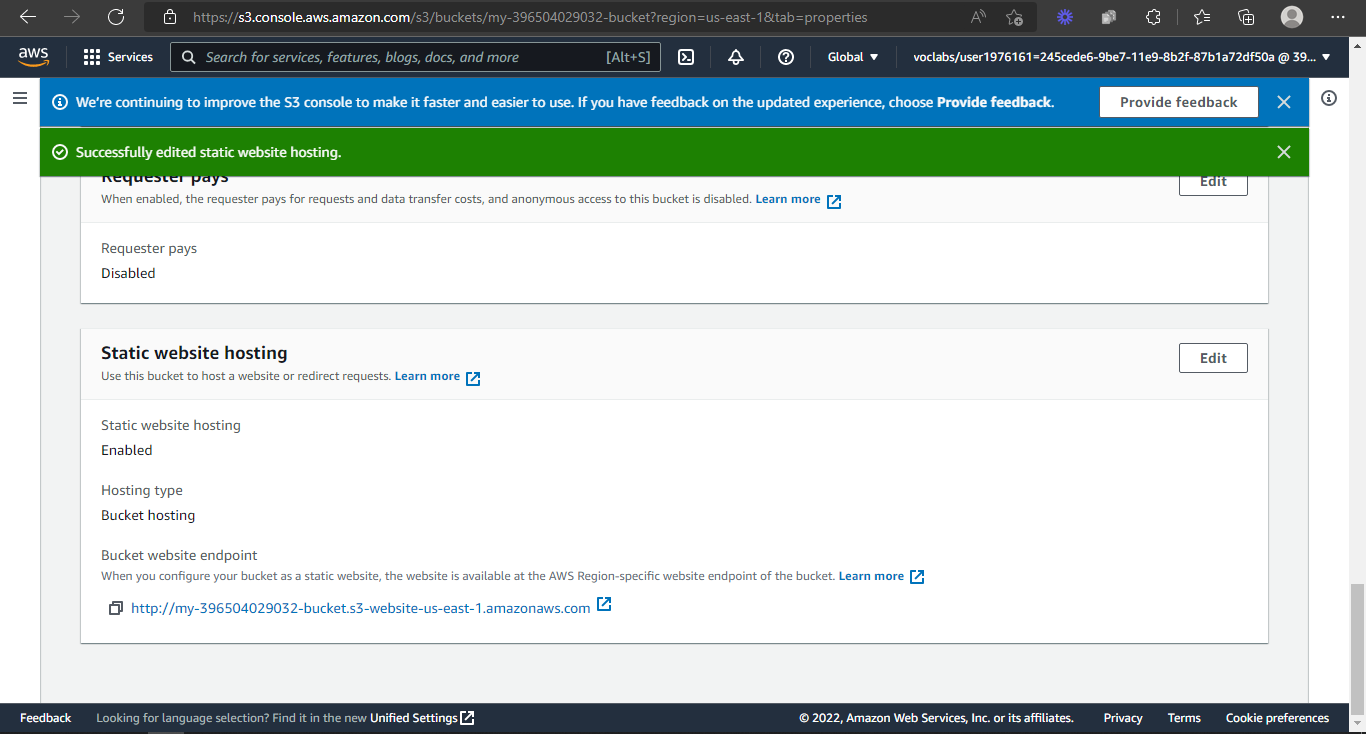 https://s3.console.aws.amazon.com/s3/buckets/my-396504029032-bucket?region=us-east-1&tab=properties
aws
Services
Search for services, features, blogs, docs, and more
[Alt+S]
Global
voclabs/user1976161=245cede6-9be7-11e9-8b2f-87b1a72df50a @ 39...
We're continuing to improve the S3 console to make it faster and easier to use. If you have feedback on the updated experience, choose Provide feedback.
Provide feedback
Successfully edited static website hosting.
Requester pays
Edit
When enabled, the requester pays for requests and data transfer costs, and anonymous access to this bucket is disabled. Learn more
Requester pays
Disabled
Static website hosting
Edit
Use this bucket to host a website or redirect requests. Learn more
Static website hosting
Enabled
Hosting type
Bucket hosting
Bucket website endpoint
When you configure your bucket as a static website, the website is available at the AWS Region-specific website endpoint of the bucket. Learn more
http://my-396504029032-bucket.s3-website-us-east-1.amazonaws.com
Feedback
Looking for language selection? Find it in the new Unified Settings
© 2022, Amazon Web Services, Inc. or its affiliates.
Privacy
Terms
Cookie preferences